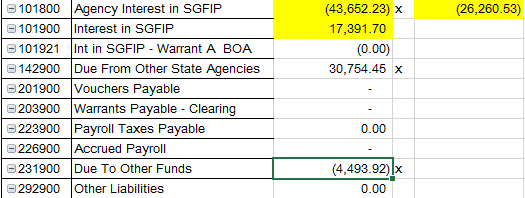 101800 Agency Interest in SGFIP (43,652.23) x (26,260.53)
101900 Interest in SGFIP 17,391.70
101921 Int in SGFIP - Warrant A BOA (0.00)
142900 Due From Other State Agencies 30,754.45 x
201900 Vouchers Payable -
203900 Warrants Payable - Clearing -
223900 Payroll Taxes Payable 0.00
226900 Accrued Payroll -
231900 Due To Other Funds (4,493.92) x
292900 Other Liabilities 0.00